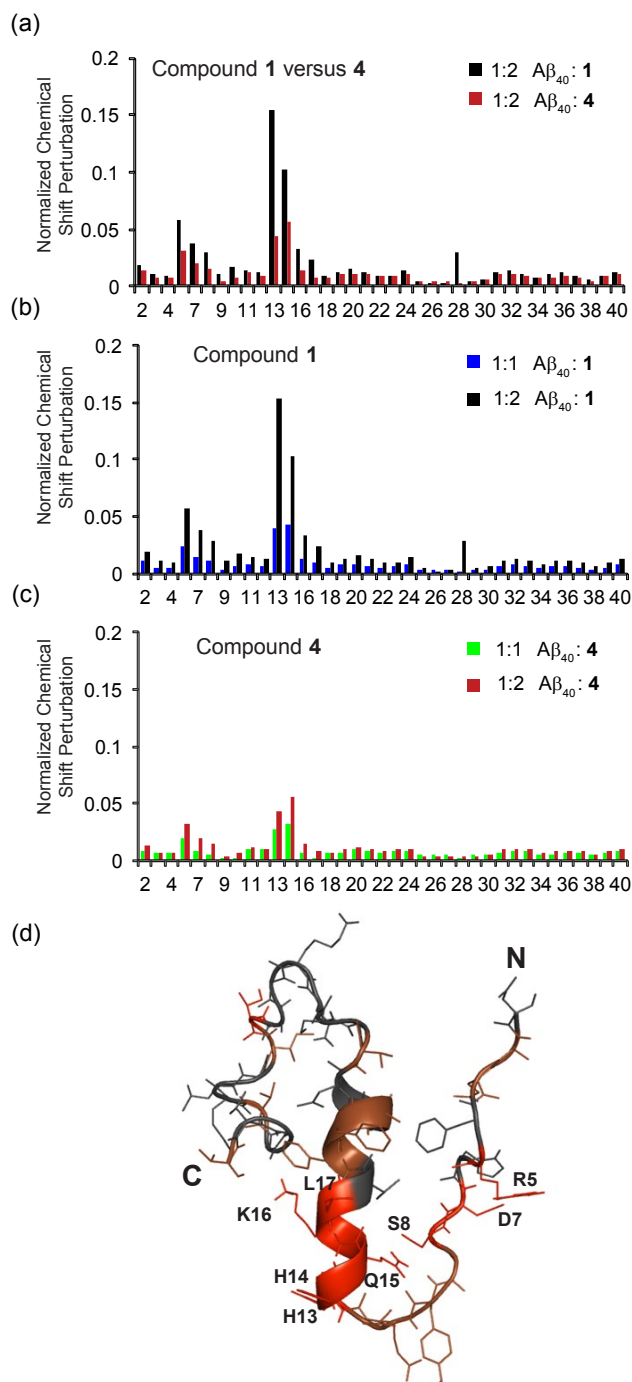 (a)
Normalized Chemical
Shift Perturbation
0.2
0.15
0.1
0.05
0
Compound 1 versus 4
1:2 Aβ40: 1
1:2 Aβ40: 4
2 4 7 9 11 13 14 16 18 20 22 24 26 28 30 32 34 36 38 40
(b)
Normalized Chemical
Shift Perturbation
0.2
0.15
0.1
0.05
0
Compound 1
1:1 Aβ40: 1
1:2 Aβ40: 1
2 4 7 9 11 13 14 16 18 20 22 24 26 28 30 32 34 36 38 40
(c)
Normalized Chemical
Shift Perturbation
0.2
0.15
0.1
0.05
0
Compound 4
1:1 Aβ40: 4
1:2 Aβ40: 4
2 4 7 9 11 13 14 16 18 20 22 24 26 28 30 32 34 36 38 40
(d)
N
C
L17
R5
K16
S8
D7
H14
Q15
H13